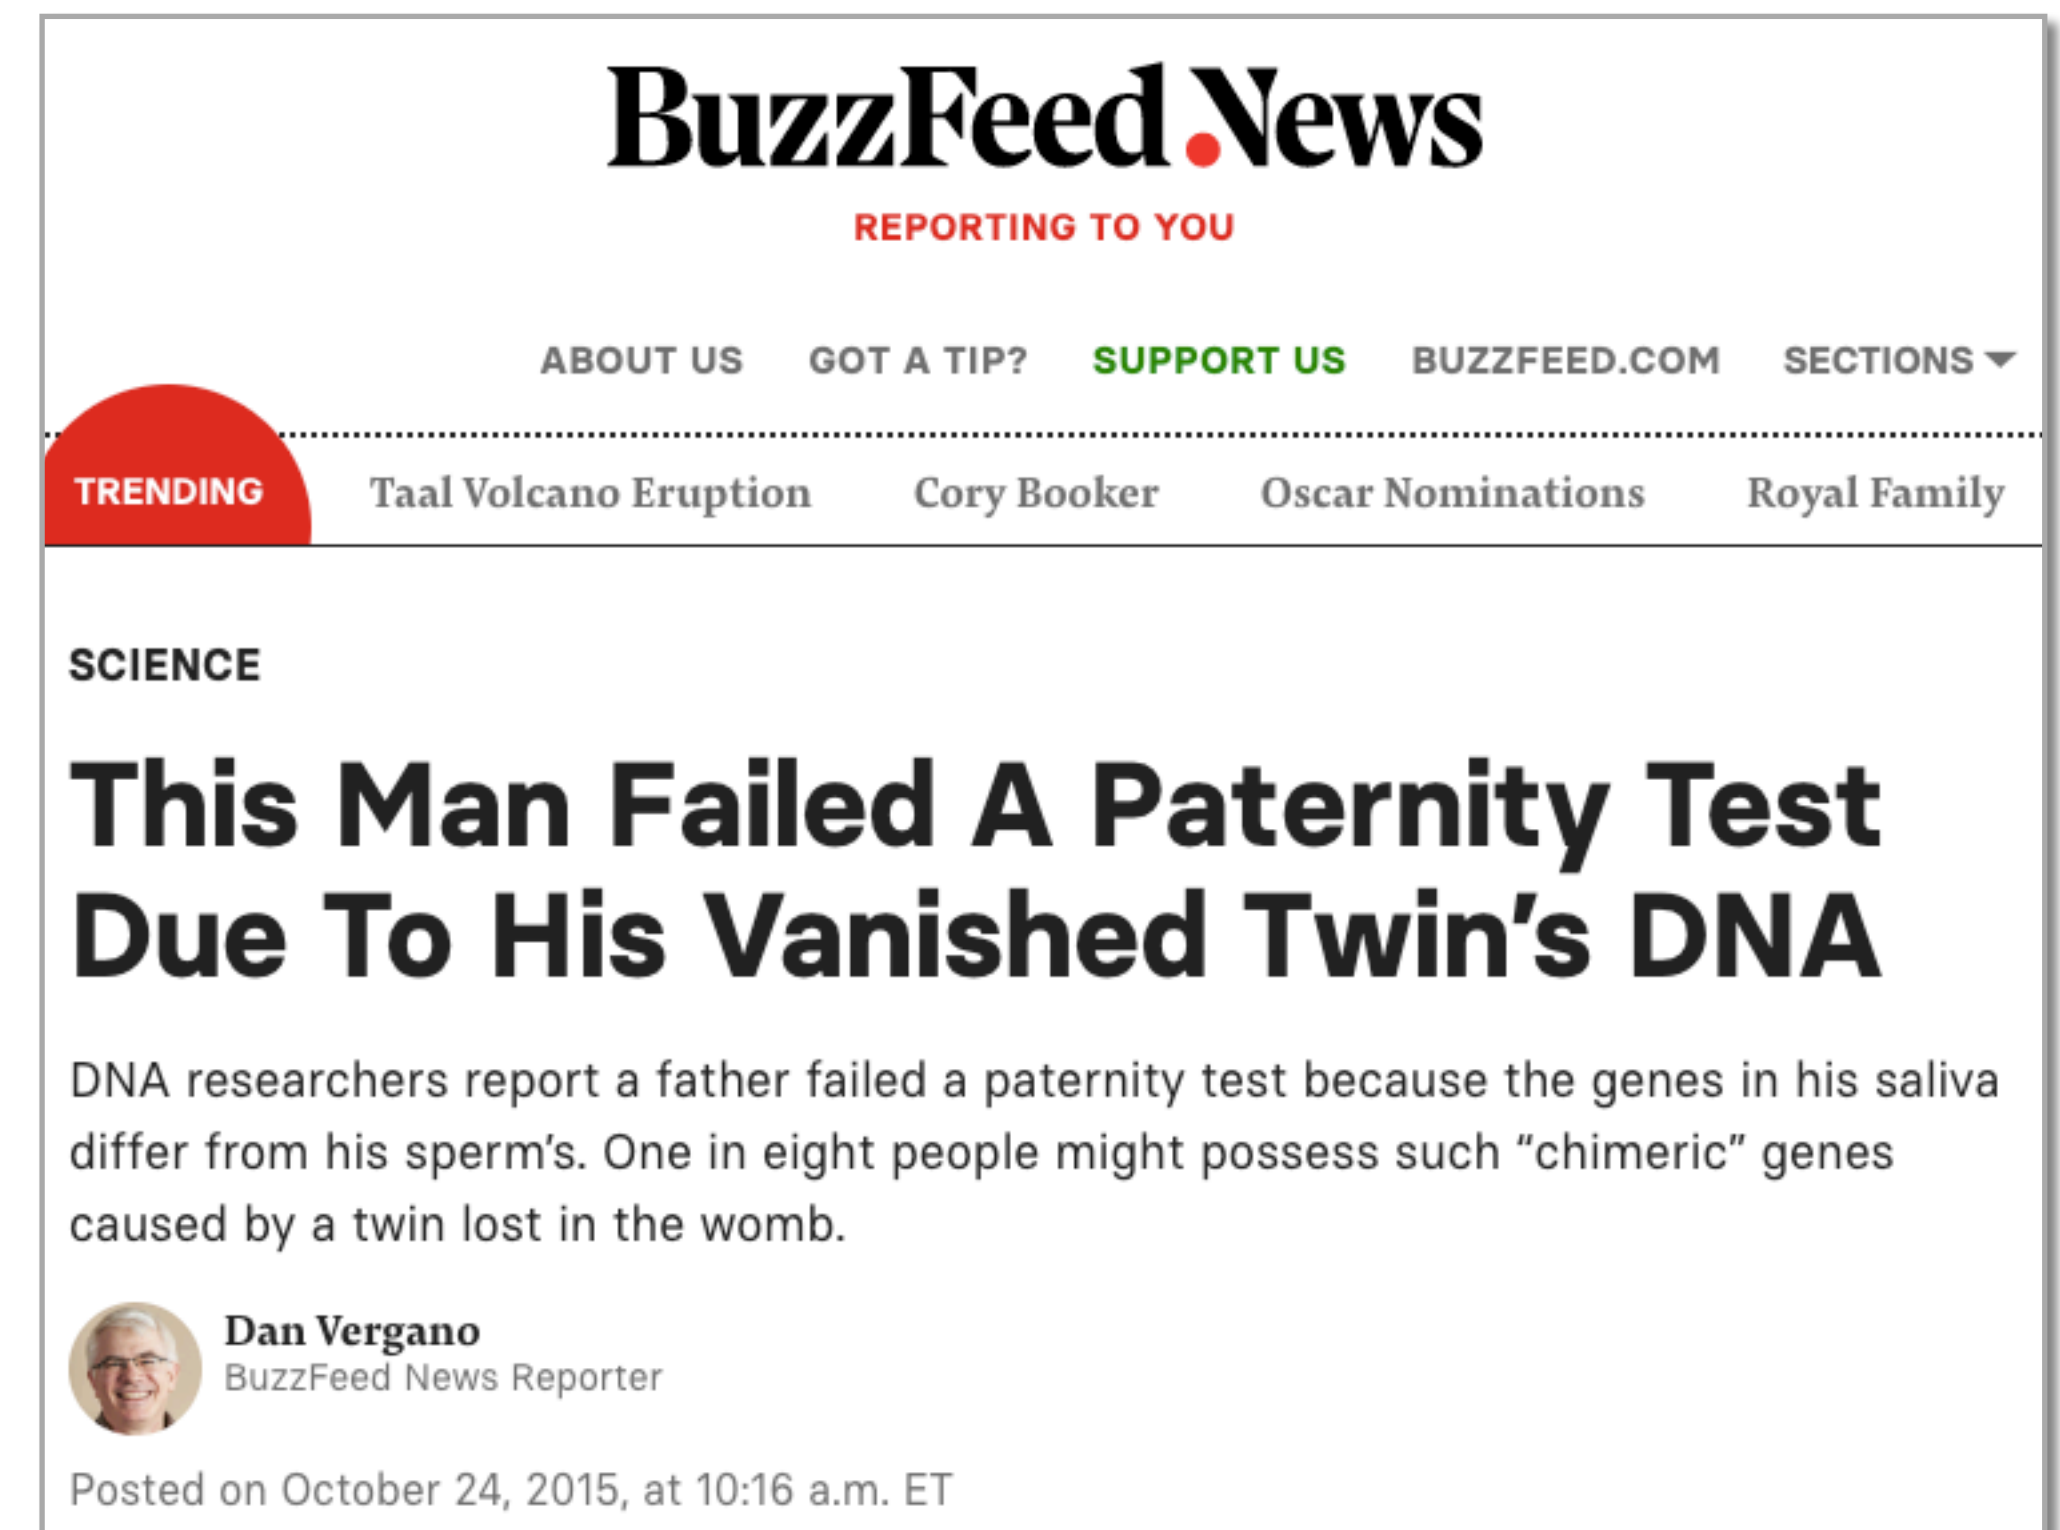 BuzzFeed News
REPORTING TO YOU
ABOUT US GOT A TIP? SUPPORT US BUZZFEED.COM SECTIONS
TRENDING Taal Volcano Eruption Cory Booker Oscar Nominations Royal Family
SCIENCE
This Man Failed A Paternity Test
Due To His Vanished Twin’s DNA
DNA researchers report a father failed a paternity test because the genes in his saliva
differ from his sperm’s. One in eight people might possess such “chimeric” genes
caused by a twin lost in the womb.
Dan Vergano
BuzzFeed News Reporter
Posted on October 24, 2015, at 10:16 a.m. ET